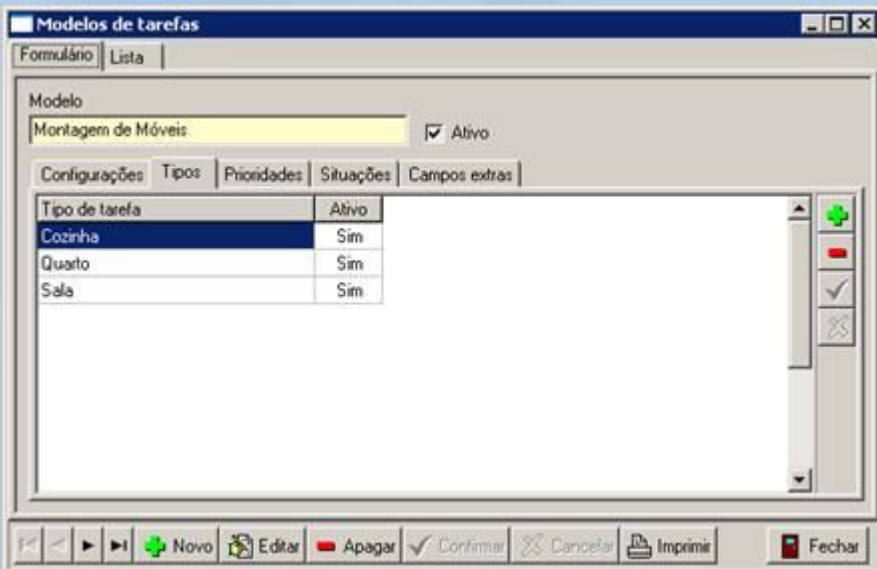 Modelos de tarefas
Formulário Lista
Modelo
Montagem de Móveis Ativo
Configurações Tipos Prioridades Situações Campos extras
Tipo de tarefa Ativo
Cozinha Sim
Quarto Sim
Sala Sim
Novo Editar Apagar Confirmar Cancelar Imprimir Fechar